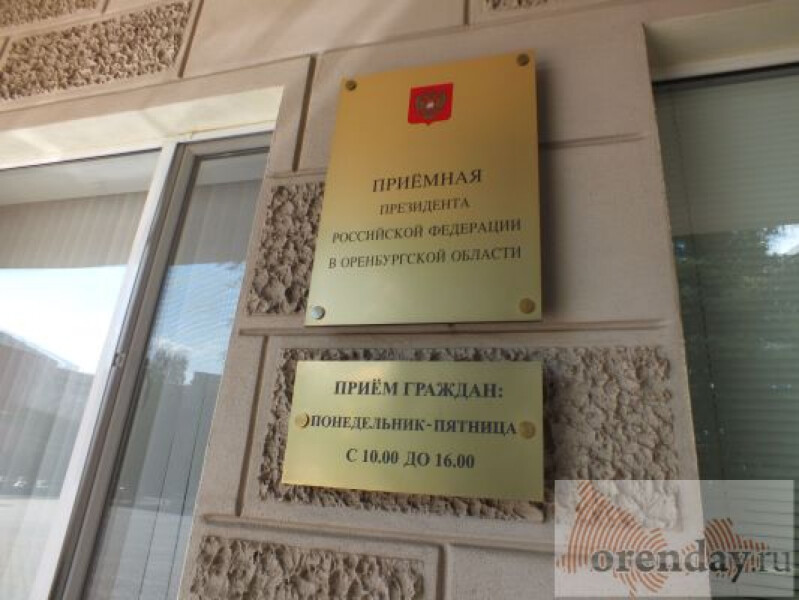 ПРИЁМНАЯ
ПРЕЗИДЕНТА
РОССИЙСКОЙ ФЕДЕРАЦИИ
В ОРЕНБУРГСКОЙ ОБЛАСТИ
ПРИЁМ ГРАЖДАН:
ПОНЕДЕЛЬНИК-ПЯТНИЦА
С 10.00 ДО 16.00
orenday.ru